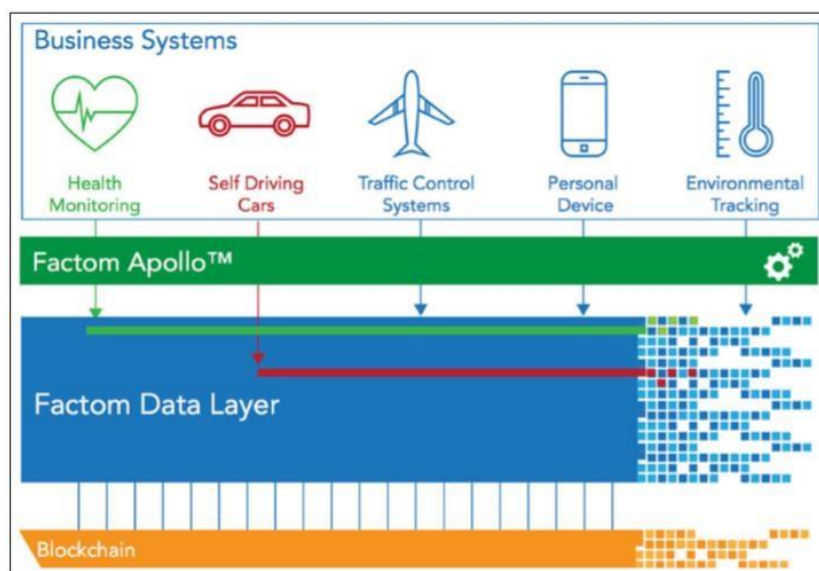 Business Systems
Health
Monitoring
Self Driving
Cars
Traffic Control
Systems
Personal
Device
Environmental
Tracking
Factom Apollo™
Factom Data Layer
Blockchain